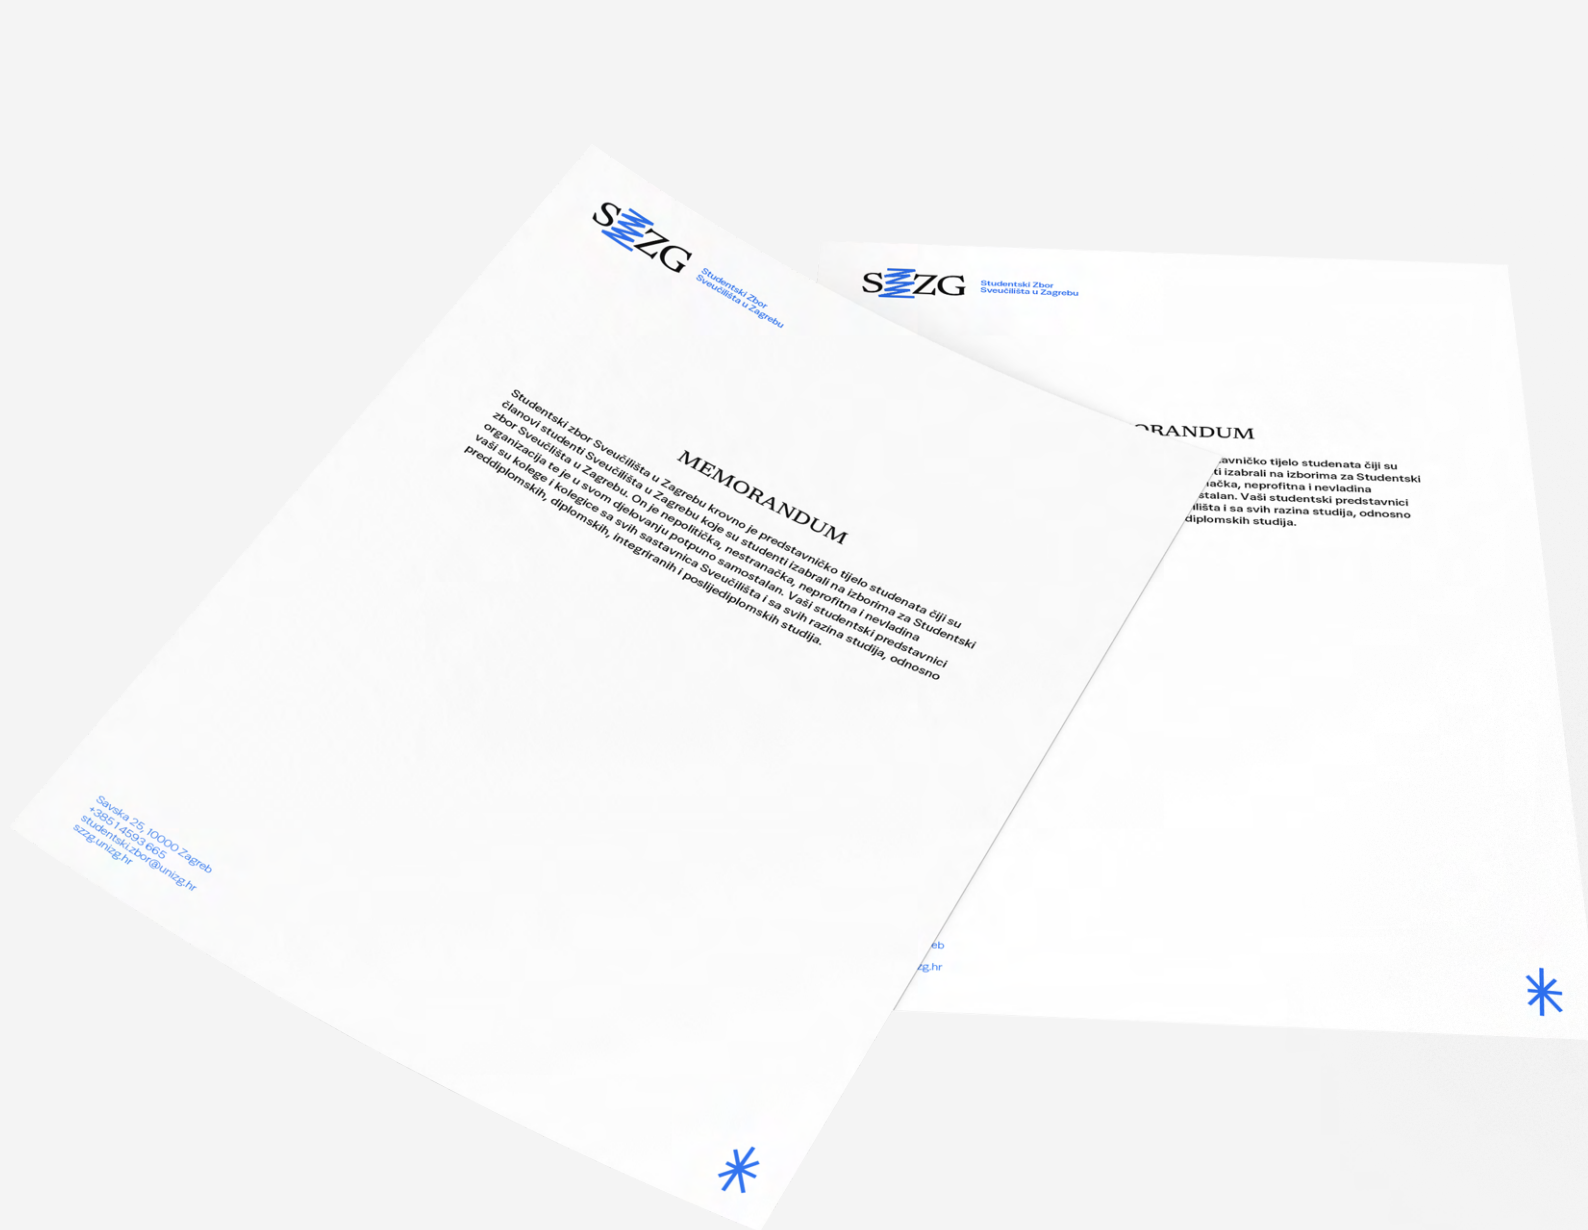 SZZG
Studentski Zbor
Sveučilišta u Zagrebu
MEMORANDUM
Studentski zbor Sveučilišta u Zagrebu krovno je predstavničko tijelo studenata čiji su
članovi studenti Sveučilišta u Zagrebu koje su studenti izabrali na izborima za Studentski
zbor Sveučlišta u Zagrebu. On je nepolitička, nestranačka, neprofitna i nevladina
organizacija te je u svom djelovanju potpuno samostalan. Vaši studentski predstavnici
vaši su kolege i kolegice sa svih sastavnica Sveučilišta i sa svih razina studija, odnosno
preddiplomskih, diplomskih, integriranih i poslijediplomskih studija.
Savska 25, 10000 Zagreb
+385 1 4593 665
studentski.zbor@unizg.hr
szzg.unizg.hr
SZZG
Studentski Zbor
Sveučilišta u Zagrebu
ORANDUM
avničko tijelo studenata čiji su
ti izabrali na izborima za Studentski
ačka, neprofitna i nevladina
stalan. Vaši studentski predstavnici
ilišta i sa svih razina studija, odnosno
diplomskih studija.
eb
zg.hr